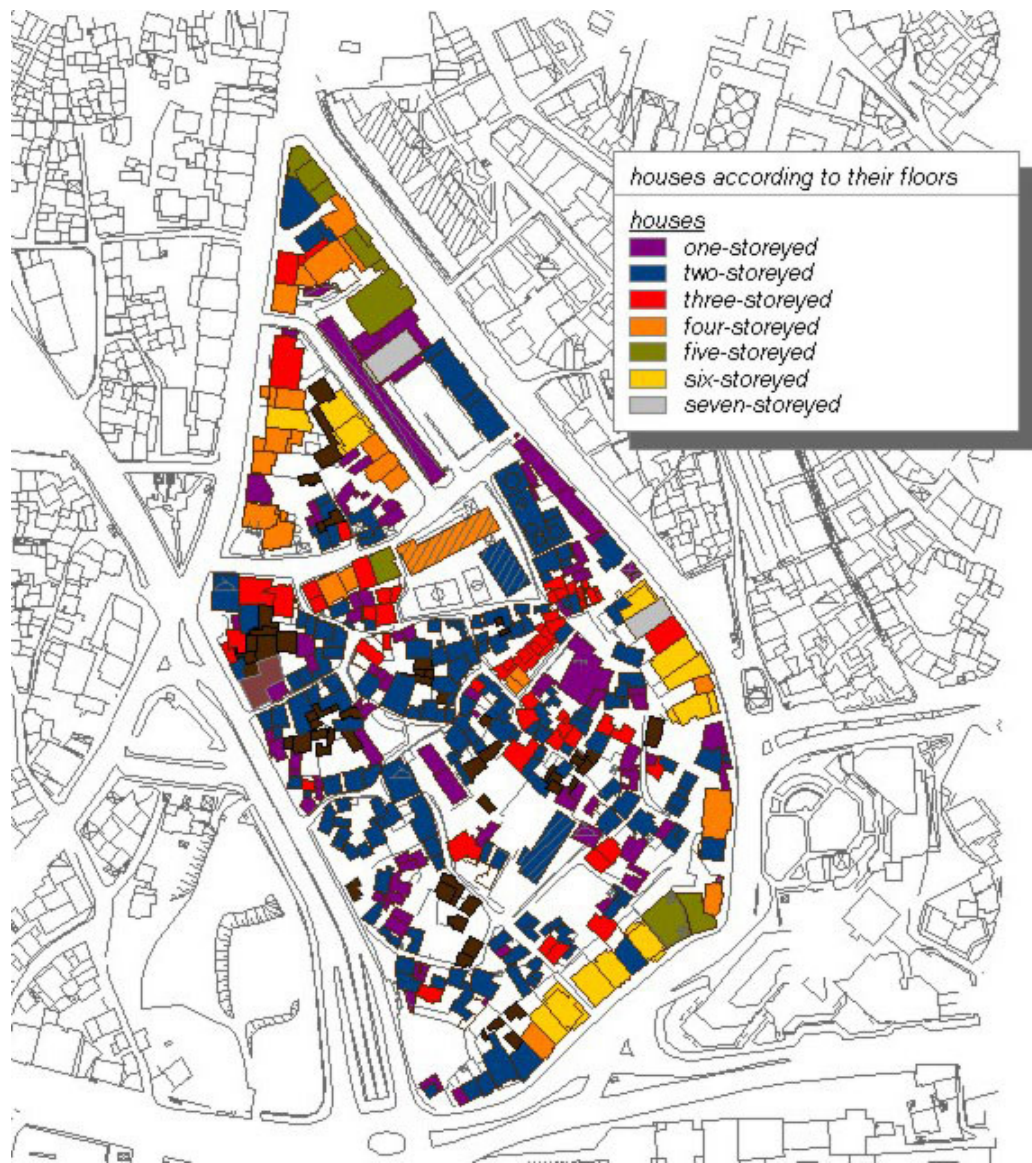 houses according to their floors
houses
one-storeyed
two-storeyed
three-storeyed
four-storeyed
five-storeyed
six-storeyed
seven-storeyed